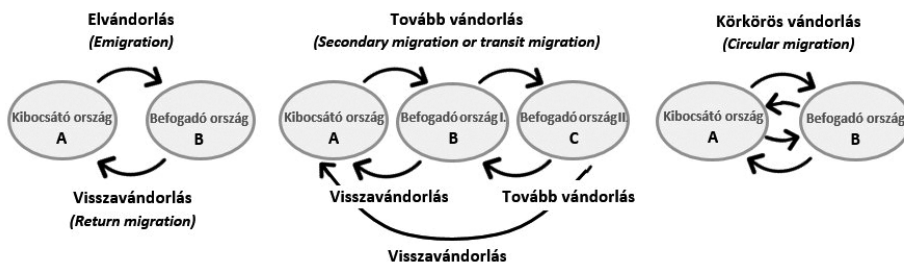 Elvándorlás
(Emigration)
Kibocsátó ország
A
Befogadó ország
B
Visszavándorlás
(Return migration)
Tovább vándorlás
(Secondary migration or transit migration)
Kibocsátó ország
A
Befogadó ország I.
B
Befogadó ország II.
C
Visszavándorlás
Tovább vándorlás
Visszavándorlás
Körkörös vándorlás
(Circular migration)
Kibocsátó ország
A
Befogadó ország
B